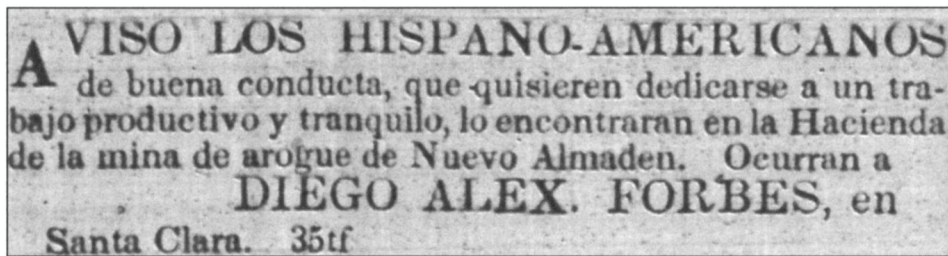 AVISO LOS HISPANO-AMERICANOS
de buena conducta, que quisieren dedicarse a un tra-
bajo productivo y tranquilo, lo encontraran en la Hacienda
de la mina de arogue de Nuevo Almaden. Ocurran a
DIEGO ALEX. FORBES, en
Santa Clara. 35tf